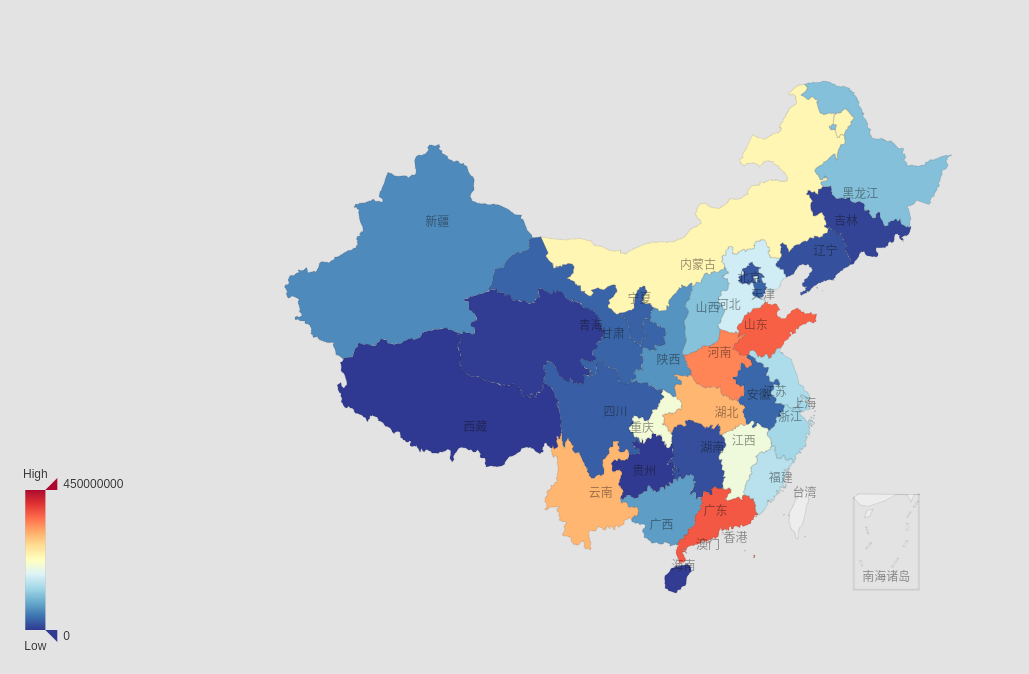 黑龙江
吉林
新疆
辽宁
内蒙古
北京
天津
宁夏
山西
河北
青海
甘肃
山东
陕西
河南
安徽
江苏
上海
四川
湖北
浙江
重庆
西藏
江西
湖南
贵州
福建
云南
台湾
广东
广西
香港
澳门
海南
南海诸岛
High
450000000
0
Low